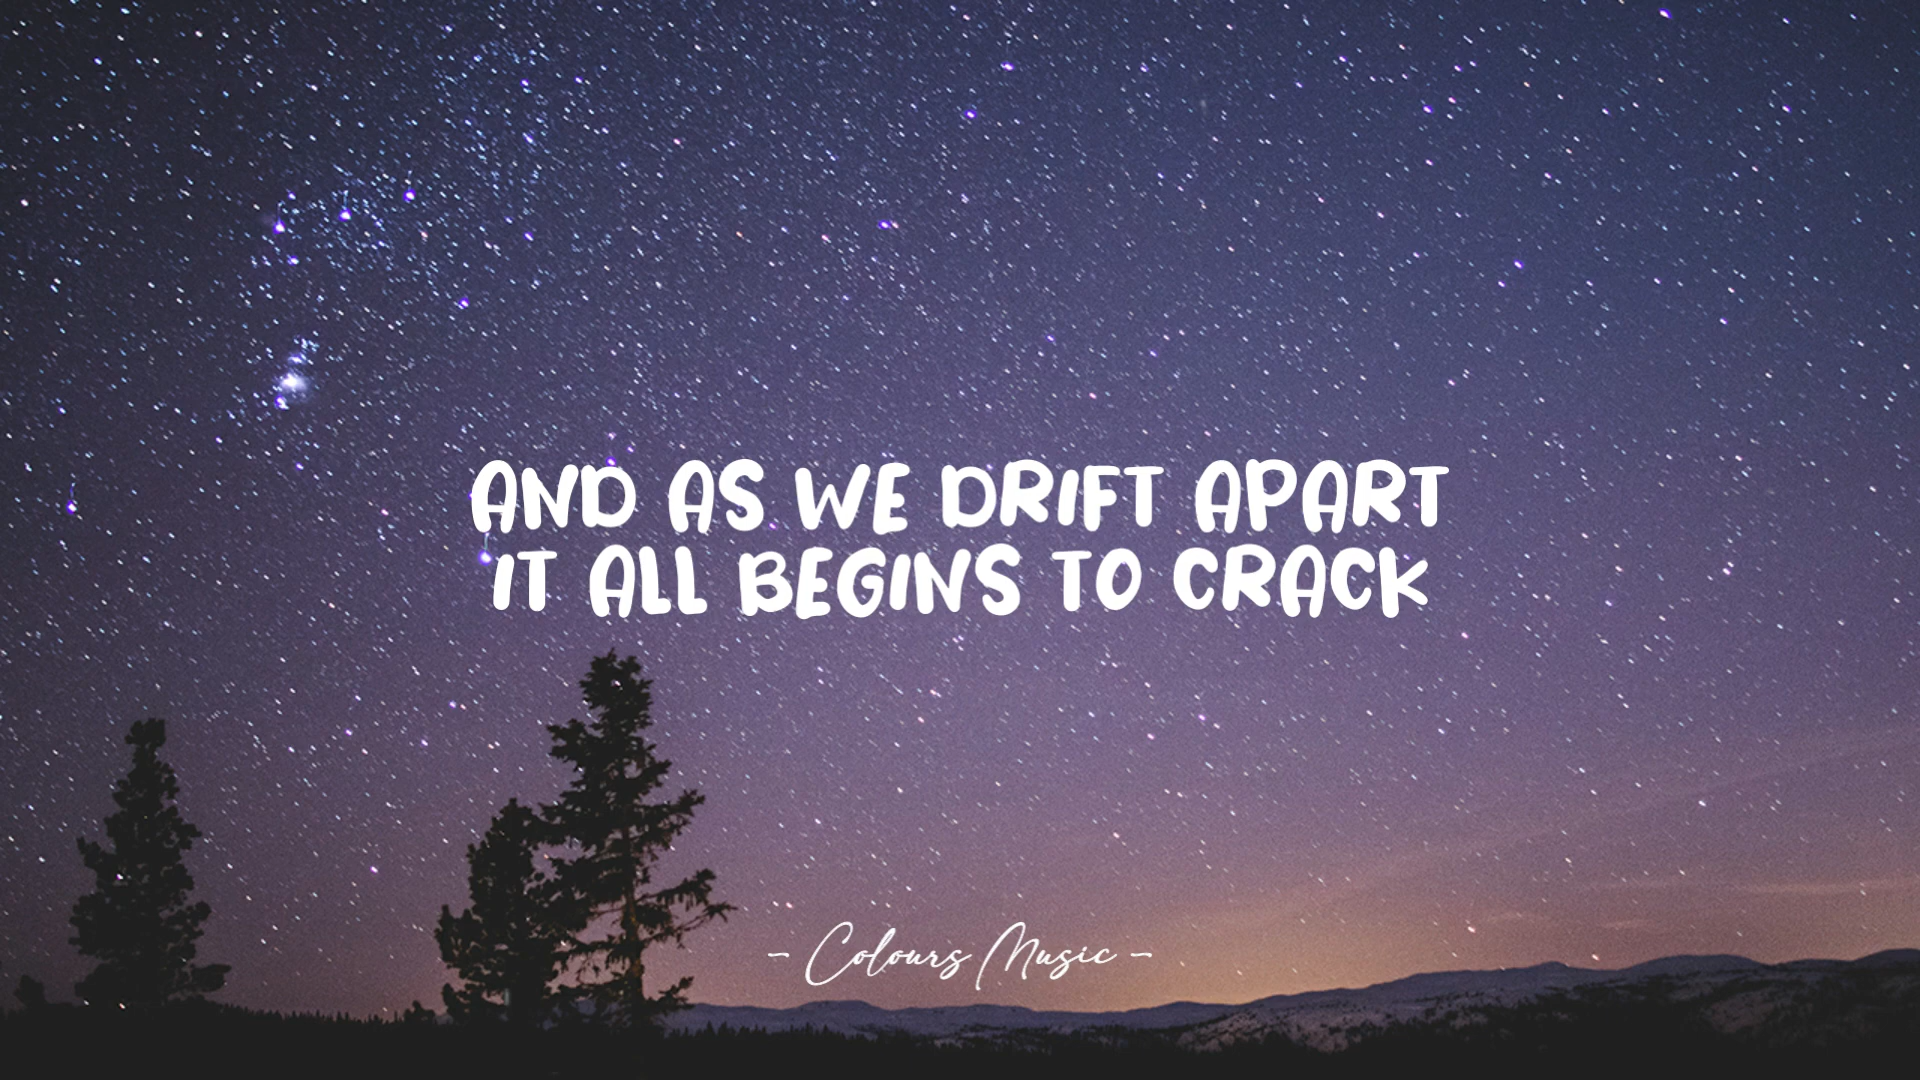 AND AS WE DRIFT APART
IT ALL BEGINS TO CRACK
- Colours Music -